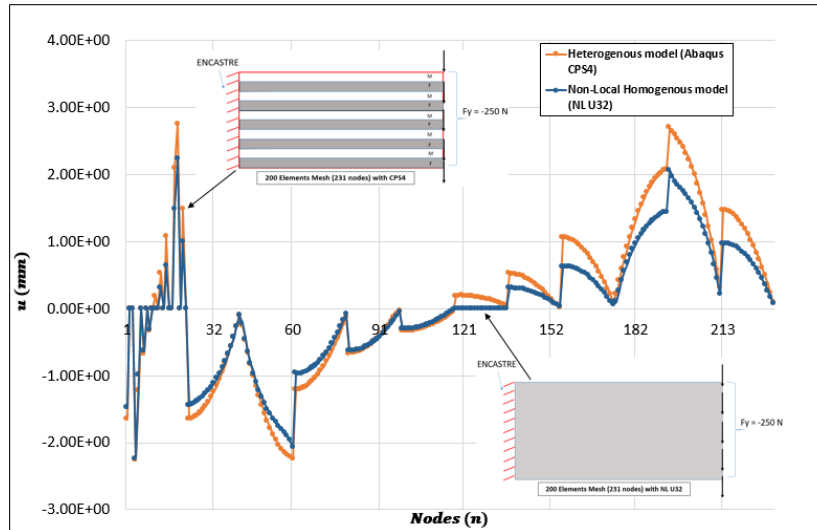 4.00E+00
3.00E+00
2.00E+00
1.00E+00
0.00E+00
-1.00E+00
-2.00E+00
-3.00E+00
u (mm)
1
32
60
91
121
152
182
213
Nodes (n)
Heterogenous model (Abaqus
CPS4)
Non-Local Homogenous model
(NL U32)
ENCASTRE
M
F
M
F
M
F
M
F
M
F
Fy = -250 N
200 Elements Mesh (231 nodes) with CPS4
ENCASTRE
Fy = -250 N
200 Elements Mesh (231 nodes) with NL U32